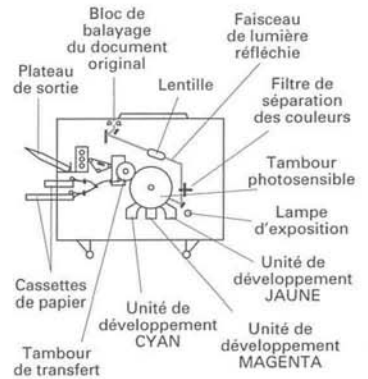 Bloc de
balayage
du document
original
Faisceau
de lumière
réfléchie
Plateau
de sortie
Lentille
Filtre de
séparation
des couleurs
Tambour
photosensible
Lampe
d'exposition
Unité de
développement
JAUNE
Cassettes
de papier
Unité de
développement
CYAN
Unité de
développement
MAGENTA
Tambour
de transfert